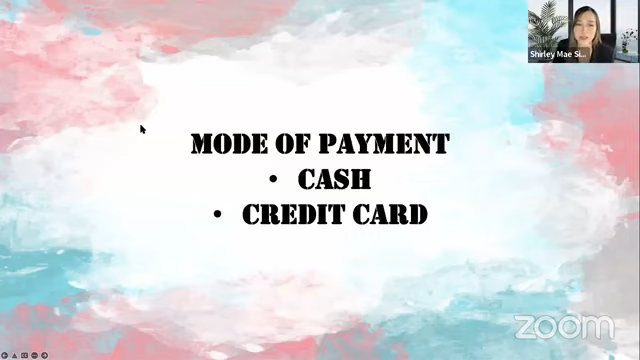 Shirley Mae Si...
MODE OF PAYMENT
• CASH
• CREDIT CARD
zoom